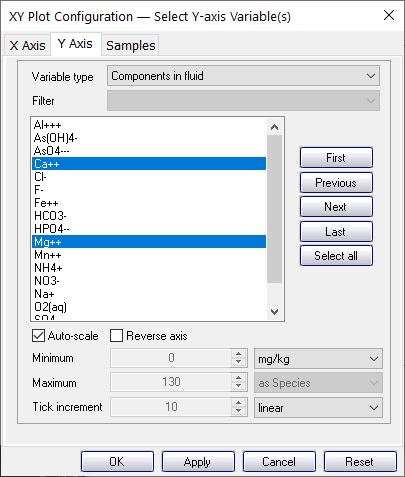 XY Plot Configuration — Select Y-axis Variable(s)
X Axis Y Axis Samples
Variable type Components in fluid
Filter
Al+++
As(OH)4-
AsO4---
Ca++
Cl-
F-
Fe++
HCO3-
HPO4--
Mg++
Mn++
NH4+
NO3-
Na+
O2(aq)
SO4
First
Previous
Next
Last
Select all
Auto-scale Reverse axis
Minimum 0 mg/kg
Maximum 130 as Species
Tick increment 10 linear
OK Apply Cancel Reset